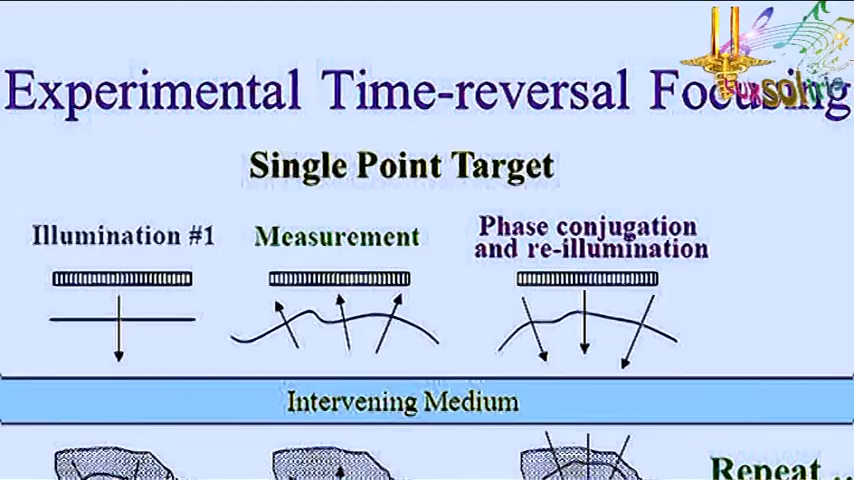 Experimental Time-reversal Focusing
Single Point Target
Illumination #1
Measurement
Phase conjugation
and re-illumination
Intervening Medium
Repeat ...